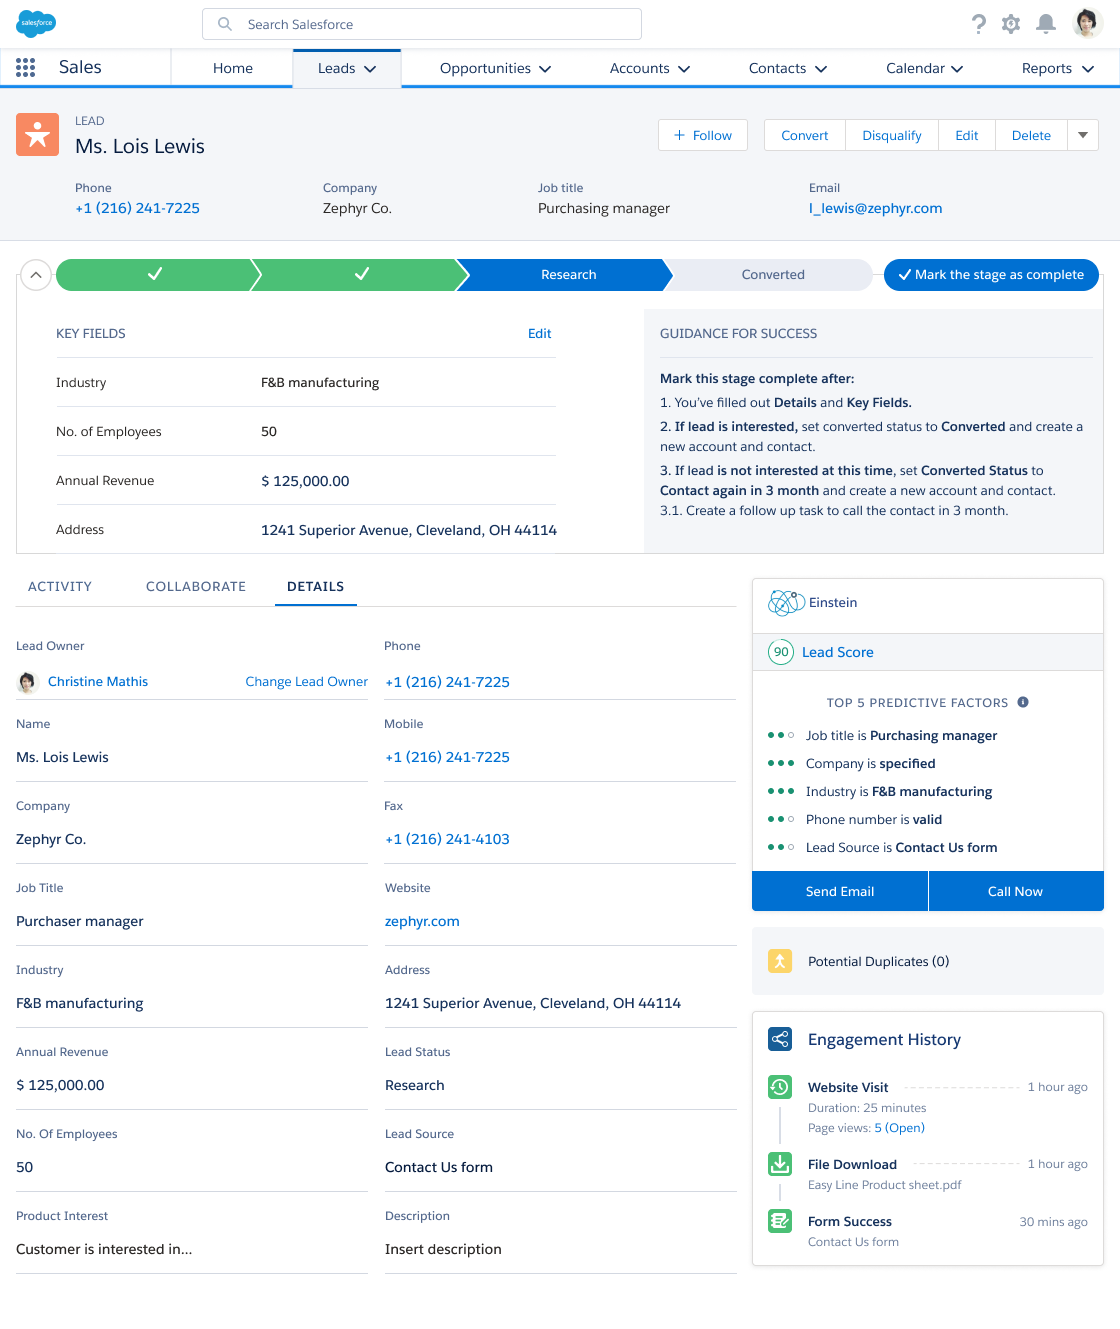 salesforce
Search Salesforce
?
Sales
Home
Leads
Opportunities
Accounts
Contacts
Calendar
Reports
LEAD
Ms. Lois Lewis
+ Follow
Convert
Disqualify
Edit
Delete
Phone
+1 (216) 241-7225
Company
Zephyr Co.
Job title
Purchasing manager
Email
l_lewis@zephyr.com
Research
Converted
Mark the stage as complete
KEY FIELDS
Edit
Industry
F&B manufacturing
No. of Employees
50
Annual Revenue
$ 125,000.00
Address
1241 Superior Avenue, Cleveland, OH 44114
GUIDANCE FOR SUCCESS
Mark this stage complete after:
1. You've filled out Details and Key Fields.
2. If lead is interested, set converted status to Converted and create a
new account and contact.
3. If lead is not interested at this time, set Converted Status to
Contact again in 3 month and create a new account and contact.
3.1. Create a follow up task to call the contact in 3 month.
ACTIVITY
COLLABORATE
DETAILS
Lead Owner
Christine Mathis
Change Lead Owner
Phone
+1 (216) 241-7225
Name
Ms. Lois Lewis
Mobile
+1 (216) 241-7225
Company
Zephyr Co.
Fax
+1 (216) 241-4103
Job Title
Purchaser manager
Website
zephyr.com
Industry
F&B manufacturing
Address
1241 Superior Avenue, Cleveland, OH 44114
Annual Revenue
$ 125,000.00
Lead Status
Research
No. Of Employees
50
Lead Source
Contact Us form
Product Interest
Customer is interested in...
Description
Insert description
Einstein
90
Lead Score
TOP 5 PREDICTIVE FACTORS
Job title is Purchasing manager
Company is specified
Industry is F&B manufacturing
Phone number is valid
Lead Source is Contact Us form
Send Email
Call Now
Potential Duplicates (0)
Engagement History
Website Visit
1 hour ago
Duration: 25 minutes
Page views: 5 (Open)
File Download
1 hour ago
Easy Line Product sheet.pdf
Form Success
30 mins ago
Contact Us form